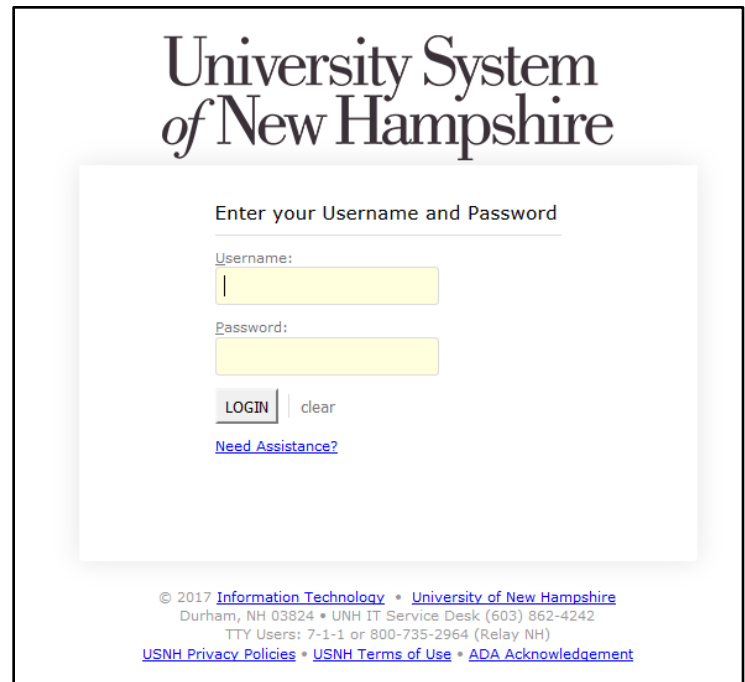 University System
of New Hampshire
Enter your Username and Password
Username:
Password:
LOGIN clear
Need Assistance?
© 2017 Information Technology • University of New Hampshire
Durham, NH 03824 • UNH IT Service Desk (603) 862-4242
TTY Users: 7-1-1 or 800-735-2964 (Relay NH)
USNH Privacy Policies • USNH Terms of Use • ADA Acknowledgement